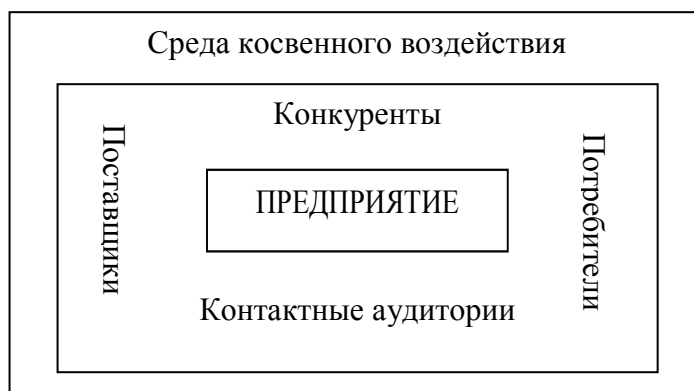 Среда косвенного воздействия
Конкуренты
Поставщики
ПРЕДПРИЯТИЕ
Потребители
Контактные аудитории